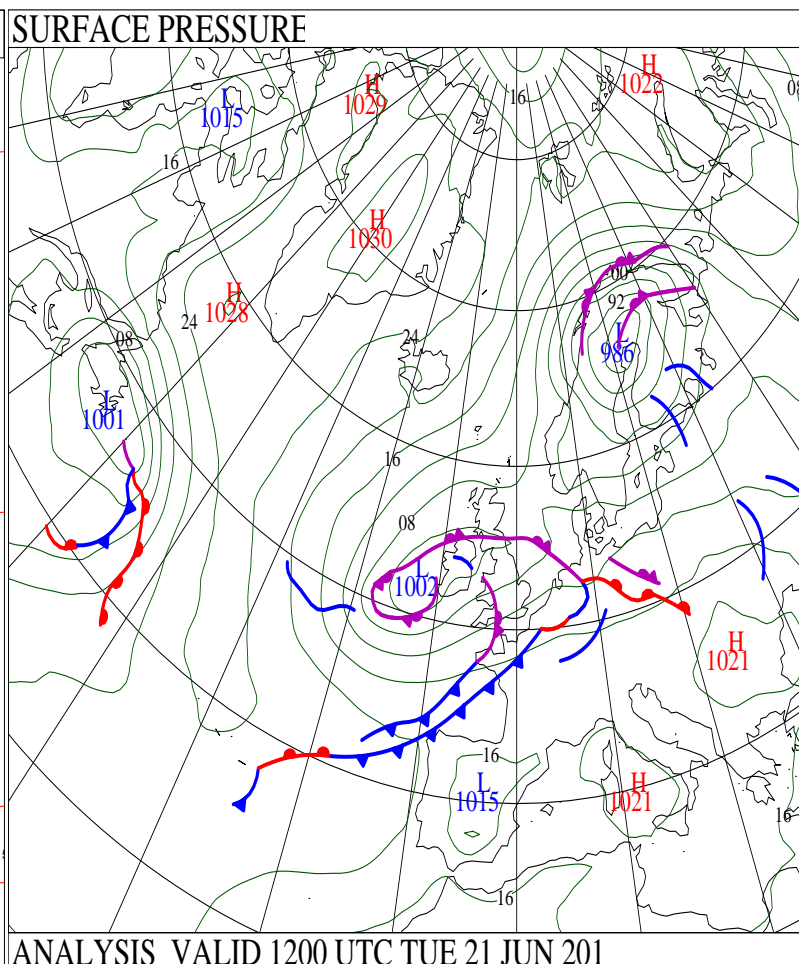 SURFACE PRESSURE
H
1022
08
H
1029
16
L
1015
16
H
1030
00
H
1028
92
24
08
24
L
986
L
1001
16
08
L
1002
H
1021
16
L
1015
H
1021
16
16
ANALYSIS VALID 1200 UTC TUE 21 JUN 201